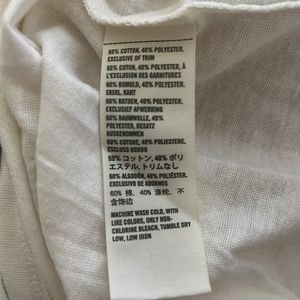 60% COTTON, 40% POLYESTER,
EXCLUSIVE OF TRIM
60% COTON, 40% POLYESTER, À
L'EXCLUSION DES GARNITURES
60% BOMULD, 40% POLYESTER,
EKSKL. KANT
60% KATOEN, 40% POLYESTER,
EXCLUSIEF AFWERKING
60% BAUMWOLLE, 40%
POLYESTER, BESATZ
AUSGENOMMEN
60% COTONE, 40% POLIESTERE,
ESCLUSO BORDO
60% コットン, 40% ポリ
エステル, トリムなし
60% ALGODÓN, 40% POLIÉSTER,
EXCLUSIVO DE ADORNOS
60% 棉, 40% 涤纶, 不
含饰边
MACHINE WASH COLD, WITH
LIKE COLORS, ONLY NON-
CHLORINE BLEACH, TUMBLE DRY
LOW, LOW IRON